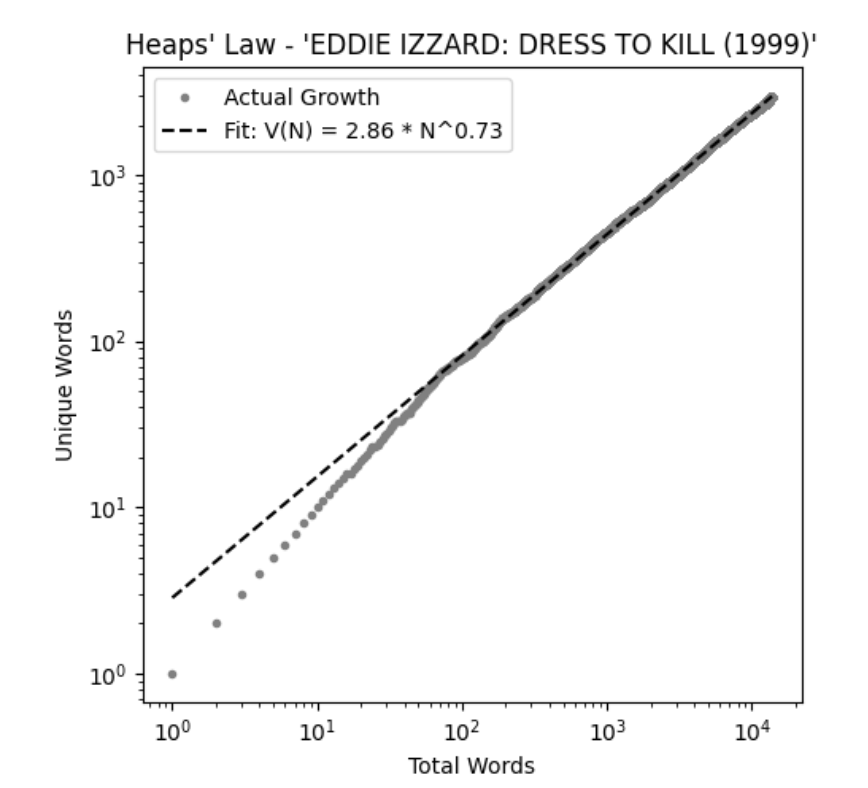 Heaps' Law - 'EDDIE IZZARD: DRESS TO KILL (1999)'
Actual Growth
Fit: V(N) = 2.86 * N^0.73
10³
10²
10¹
10⁰
Unique Words
10⁰ 10¹ 10² 10³ 10⁴
Total Words